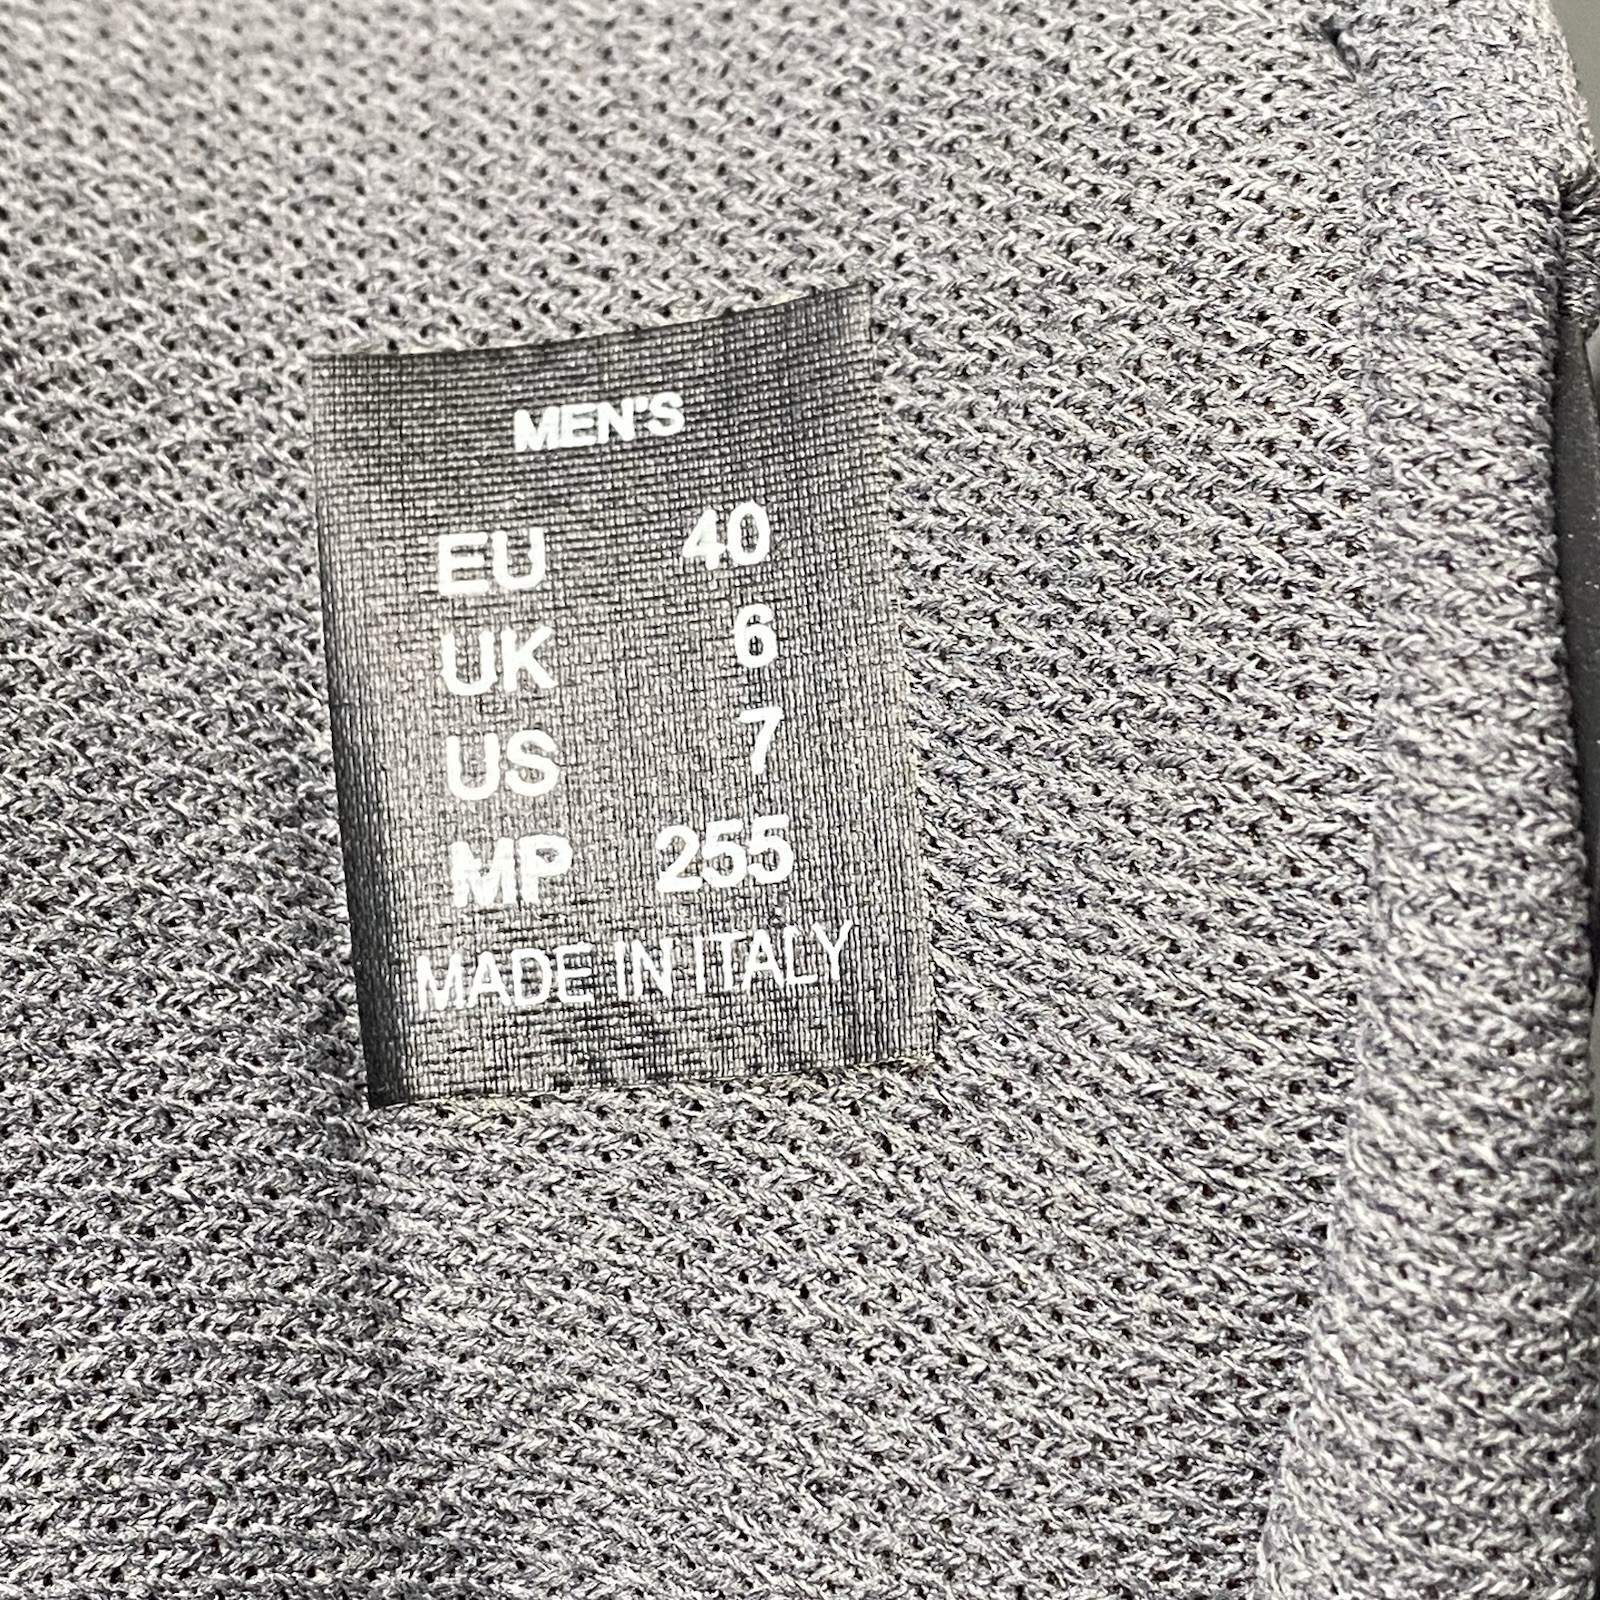 MEN'S
EU 40
UK 6
US 7
MP 255
MADE IN ITALY